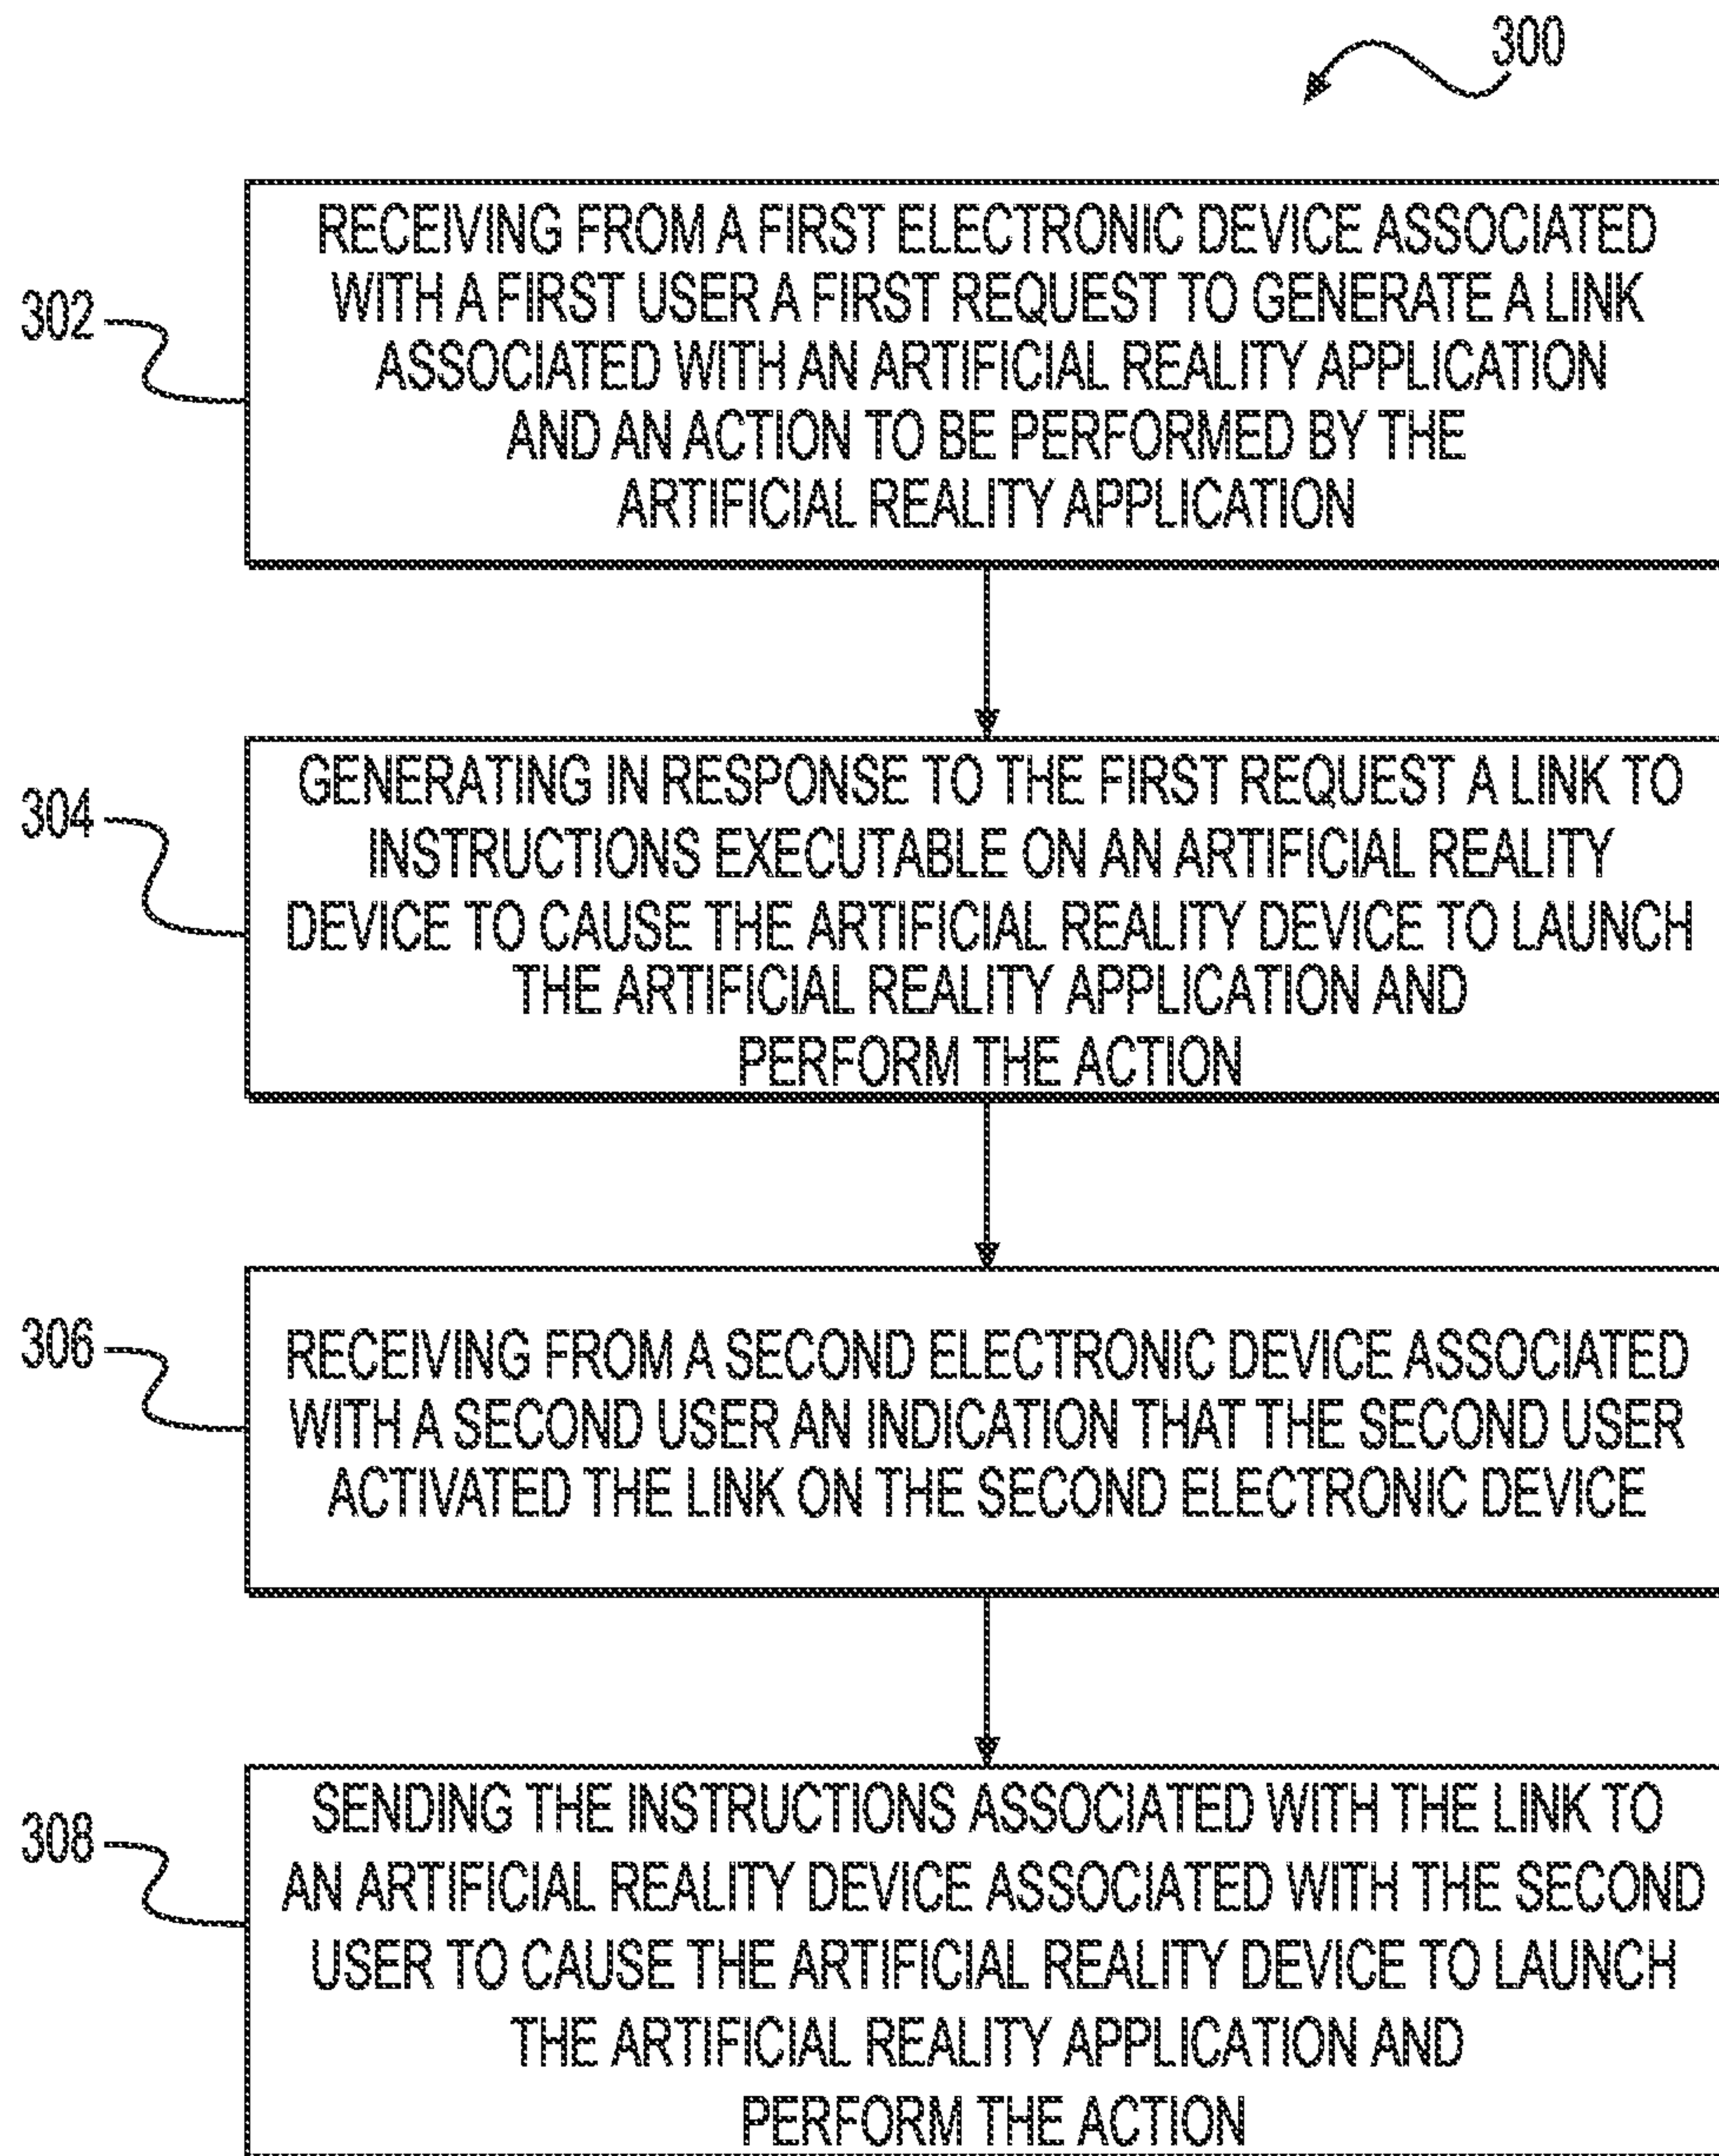 300
302
RECEIVING FROM A FIRST ELECTRONIC DEVICE ASSOCIATED
WITH A FIRST USER A FIRST REQUEST TO GENERATE A LINK
ASSOCIATED WITH AN ARTIFICIAL REALITY APPLICATION
AND AN ACTION TO BE PERFORMED BY THE
ARTIFICIAL REALITY APPLICATION
304
GENERATING IN RESPONSE TO THE FIRST REQUEST A LINK TO
INSTRUCTIONS EXECUTABLE ON AN ARTIFICIAL REALITY
DEVICE TO CAUSE THE ARTIFICIAL REALITY DEVICE TO LAUNCH
THE ARTIFICIAL REALITY APPLICATION AND
PERFORM THE ACTION
306
RECEIVING FROM A SECOND ELECTRONIC DEVICE ASSOCIATED
WITH A SECOND USER AN INDICATION THAT THE SECOND USER
ACTIVATED THE LINK ON THE SECOND ELECTRONIC DEVICE
308
SENDING THE INSTRUCTIONS ASSOCIATED WITH THE LINK TO
AN ARTIFICIAL REALITY DEVICE ASSOCIATED WITH THE SECOND
USER TO CAUSE THE ARTIFICIAL REALITY DEVICE TO LAUNCH
THE ARTIFICIAL REALITY APPLICATION AND
PERFORM THE ACTION